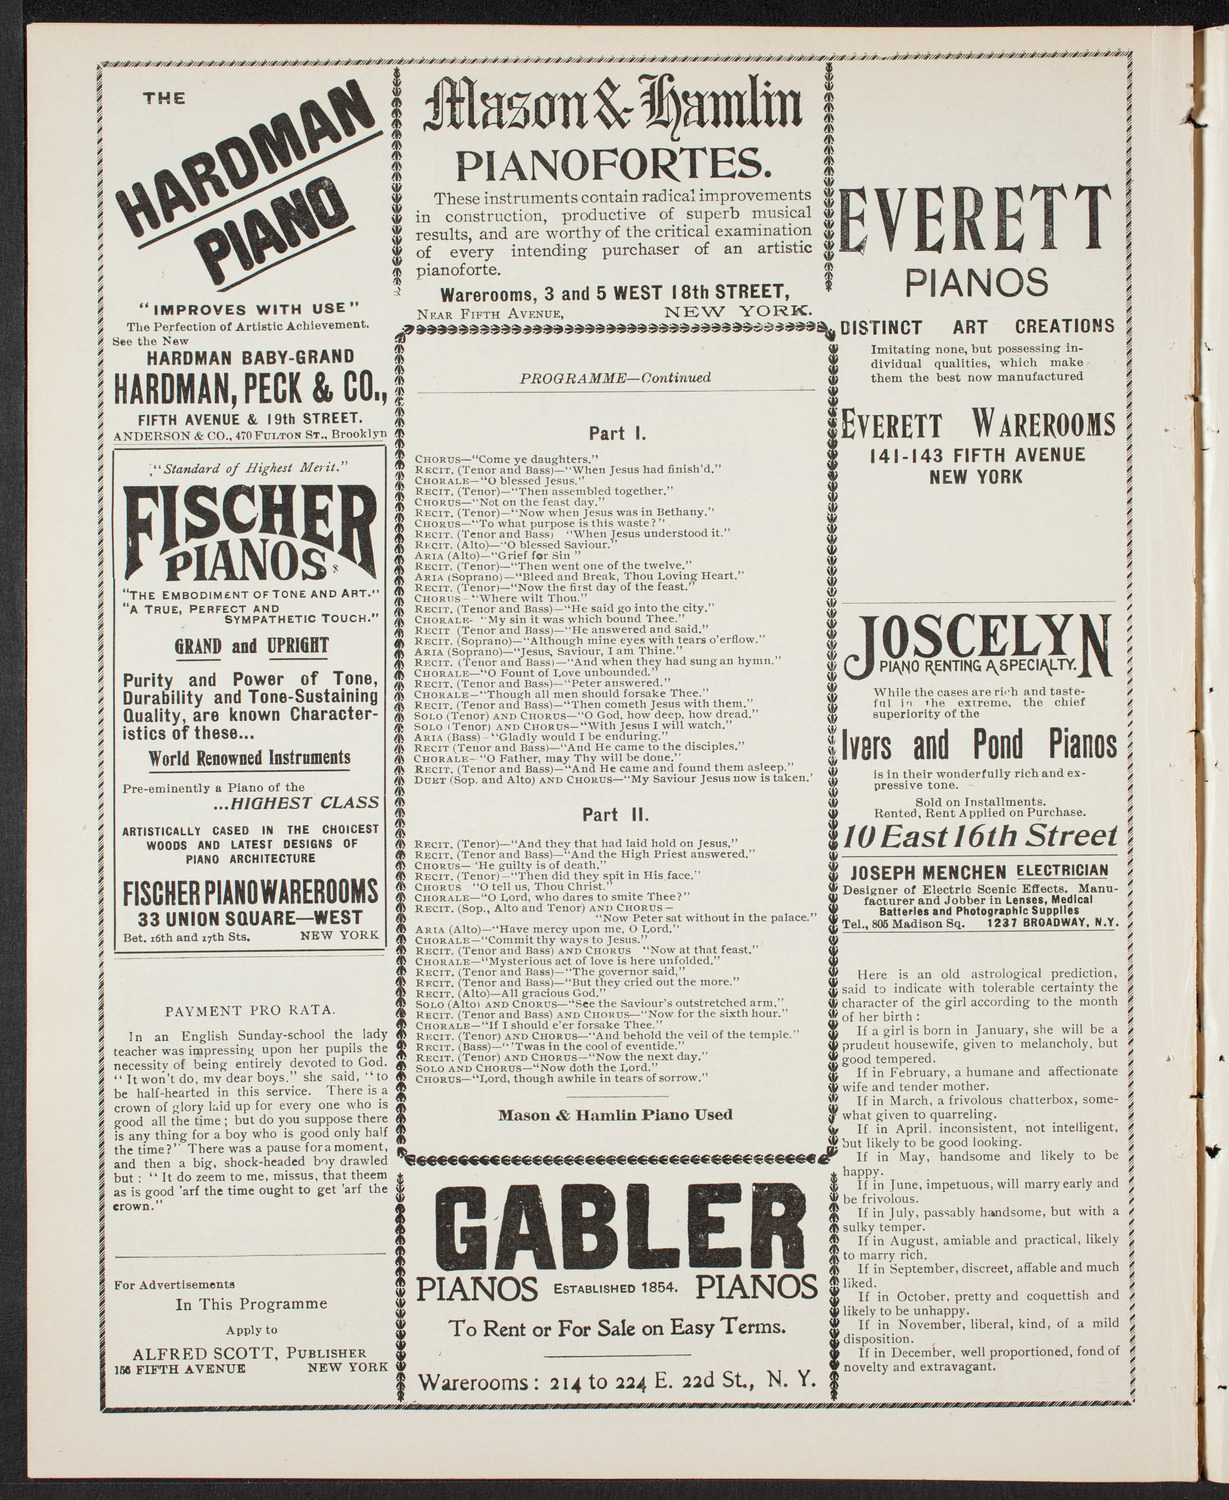 THE
HARDMAN
PIANO
"IMPROVES WITH USE"
The Perfection of Artistic Achievement.
See the New
HARDMAN BABY-GRAND
HARDMAN, PECK & CO.,
FIFTH AVENUE & 19th STREET.
ANDERSON & CO., 470 FULTON ST., Brooklyn
"Standard of Highest Merit."
FISCHER
PIANOS
"THE EMBODIMENT OF TONE AND ART."
"A TRUE, PERFECT AND
SYMPATHETIC TOUCH."
GRAND and UPRIGHT
Purity and Power of Tone,
Durability and Tone-Sustaining
Quality, are known Character-
istics of these...
World Renowned Instruments
Pre-eminently a Piano of the
...HIGHEST CLASS
ARTISTICALLY CASED IN THE CHOICEST
WOODS AND LATEST DESIGNS OF
PIANO ARCHITECTURE
FISCHER PIANO WAREROOMS
33 UNION SQUARE—WEST
Bet. 16th and 17th Sts. NEW YORK
PAYMENT PRO RATA.
In an English Sunday-school the lady
teacher was impressing upon her pupils the
necessity of being entirely devoted to God.
"It won't do, my dear boys." she said, "to
be half-hearted in this service. There is a
crown of glory laid up for every one who is
good all the time; but do you suppose there
is any thing for a boy who is good only half
the time?" There was a pause for a moment,
and then a big, shock-headed boy drawled
but: "It do zeem to me, missus, that theem
as is good 'arf the time ought to get 'arf the
crown."
For Advertisements
In This Programme
Apply to
ALFRED SCOTT, PUBLISHER
156 FIFTH AVENUE NEW YORK
Mason & Hamlin
PIANOFORTES.
These instruments contain radical improvements
in construction, productive of superb musical
results, and are worthy of the critical examination
of every intending purchaser of an artistic
pianoforte.
Warerooms, 3 and 5 WEST 18th STREET,
NEAR FIFTH AVENUE, NEW YORK.
PROGRAMME—Continued
Part I.
CHORUS—"Come ye daughters."
RECIT. (Tenor and Bass)—"When Jesus had finish'd."
CHORALE—"O blessed Jesus."
RECIT. (Tenor)—"Then assembled together."
CHORUS—"Not on the feast day."
RECIT. (Tenor)—"Now when Jesus was in Bethany."
CHORUS—"To what purpose is this waste?"
RECIT. (Tenor and Bass) "When Jesus understood it."
RECIT. (Alto)—"O blessed Saviour."
ARIA (Alto)—"Grief for Sin"
RECIT. (Tenor)—"Then went one of the twelve."
ARIA (Soprano)—"Bleed and Break, Thou Loving Heart."
RECIT. (Tenor)—"Now the first day of the feast."
CHORUS—"Where wilt Thou."
RECIT. (Tenor and Bass)—"He said go into the city."
CHORALE- "My sin it was which bound Thee."
RECIT (Tenor and Bass)—"He answered and said."
RECIT. (Soprano)—"Although mine eyes with tears o'erflow."
ARIA (Soprano)—"Jesus, Saviour, I am Thine."
RECIT. (Tenor and Bass)—"And when they had sung an hymn."
CHORALE—"O Fount of Love unbounded."
RECIT. (Tenor and Bass)—"Peter answered."
CHORALE—"Though all men should forsake Thee."
RECIT. (Tenor and Bass)—"Then cometh Jesus with them."
SOLO (Tenor) AND CHORUS—"O God, how deep, how dread."
SOLO (Tenor) AND CHORUS—"With Jesus I will watch."
ARIA (Bass)—"Gladly would I be enduring."
RECIT (Tenor and Bass)—"And He came to the disciples."
CHORALE—"O Father, may Thy will be done."
RECIT. (Tenor and Bass)—"And He came and found them asleep."
DUET (Sop. and Alto) AND CHORUS—"My Saviour Jesus now is taken.'
Part II.
RECIT. (Tenor)—"And they that had laid hold on Jesus."
RECIT. (Tenor and Bass)—"And the High Priest answered."
CHORUS—'He guilty is of death."
RECIT. (Tenor)—"Then did they spit in His face."
CHORUS "O tell us, Thou Christ."
CHORALE—"O Lord, who dares to smite Thee?"
RECIT. (Sop., Alto and Tenor) AND CHORUS—
"Now Peter sat without in the palace."
ARIA (Alto)—"Have mercy upon me, O Lord."
CHORALE—"Commit thy ways to Jesus."
RECIT. (Tenor and Bass) AND CHORUS "Now at that feast."
CHORALE—"Mysterious act of love is here unfolded."
RECIT. (Tenor and Bass)—"The governor said,"
RECIT. (Tenor and Bass)—"But they cried out the more."
RECIT. (Alto)—All gracious God."
SOLO (Alto) AND CHORUS—"See the Saviour's outstretched arm."
RECIT. (Tenor and Bass) AND CHORUS—"Now for the sixth hour."
CHORALE—"If I should e'er forsake Thee."
RECIT. (Tenor) AND CHORUS—"And behold the veil of the temple."
RECIT. (Bass)—"'Twas in the cool of eventide."
RECIT. (Tenor) AND CHORUS—"Now the next day."
SOLO AND CHORUS—"Now doth the Lord."
CHORUS—"Lord, though awhile in tears of sorrow."
Mason & Hamlin Piano Used
GABLER
PIANOS ESTABLISHED 1854. PIANOS
To Rent or For Sale on Easy Terms.
Warerooms: 214 to 224 E. 22d St., N. Y.
EVERETT
PIANOS
DISTINCT ART CREATIONS
Imitating none, but possessing in-
dividual qualities, which make
them the best now manufactured
EVERETT WAREROOMS
141-143 FIFTH AVENUE
NEW YORK
JOSCELYN
PIANO RENTING A SPECIALTY.
While the cases are rich and taste-
ful in the extreme, the chief
superiority of the
Ivers and Pond Pianos
is in their wonderfully rich and ex-
pressive tone.
Sold on Installments.
Rented, Rent Applied on Purchase.
10 East 16th Street
JOSEPH MENCHEN ELECTRICIAN
Designer of Electric Scenic Effects. Manu-
facturer and Jobber in Lenses, Medical
Batteries and Photographic Supplies
Tel., 805 Madison Sq. 1237 BROADWAY, N.Y.
Here is an old astrological prediction,
said to indicate with tolerable certainty the
character of the girl according to the month
of her birth:
If a girl is born in January, she will be a
prudent housewife, given to melancholy, but
good tempered.
If in February, a humane and affectionate
wife and tender mother.
If in March, a frivolous chatterbox, some-
what given to quarreling.
If in April. inconsistent, not intelligent,
but likely to be good looking.
If in May, handsome and likely to be
happy.
If in June, impetuous, will marry early and
be frivolous.
If in July, passably handsome, but with a
sulky temper.
If in August, amiable and practical, likely
to marry rich.
If in September, discreet, affable and much
liked.
If in October, pretty and coquettish and
likely to be unhappy.
If in November, liberal, kind, of a mild
disposition.
If in December, well proportioned, fond of
novelty and extravagant.